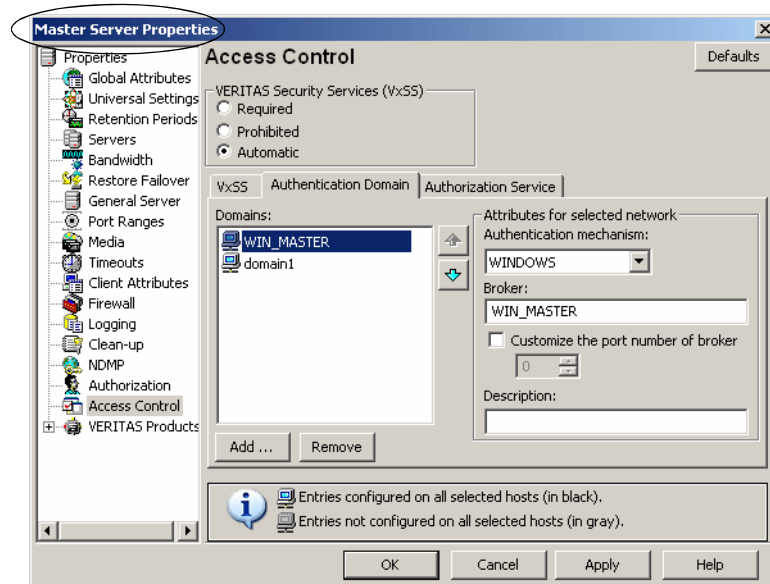 Master Server Properties
Properties
Global Attributes
Universal Settings
Retention Periods
Servers
Bandwidth
Restore Failover
General Server
Port Ranges
Media
Timeouts
Client Attributes
Firewall
Logging
Clean-up
NDMP
Authorization
Access Control
VERITAS Products
Access Control
Defaults
VERITAS Security Services (VxSS)
Required
Prohibited
Automatic
VxSS Authentication Domain Authorization Service
Domains:
WIN_MASTER
domain1
Add ... Remove
Attributes for selected network
Authentication mechanism:
WINDOWS
Broker:
WIN_MASTER
Customize the port number of broker
0
Description:
Entries configured on all selected hosts (in black).
Entries not configured on all selected hosts (in gray).
OK Cancel Apply Help